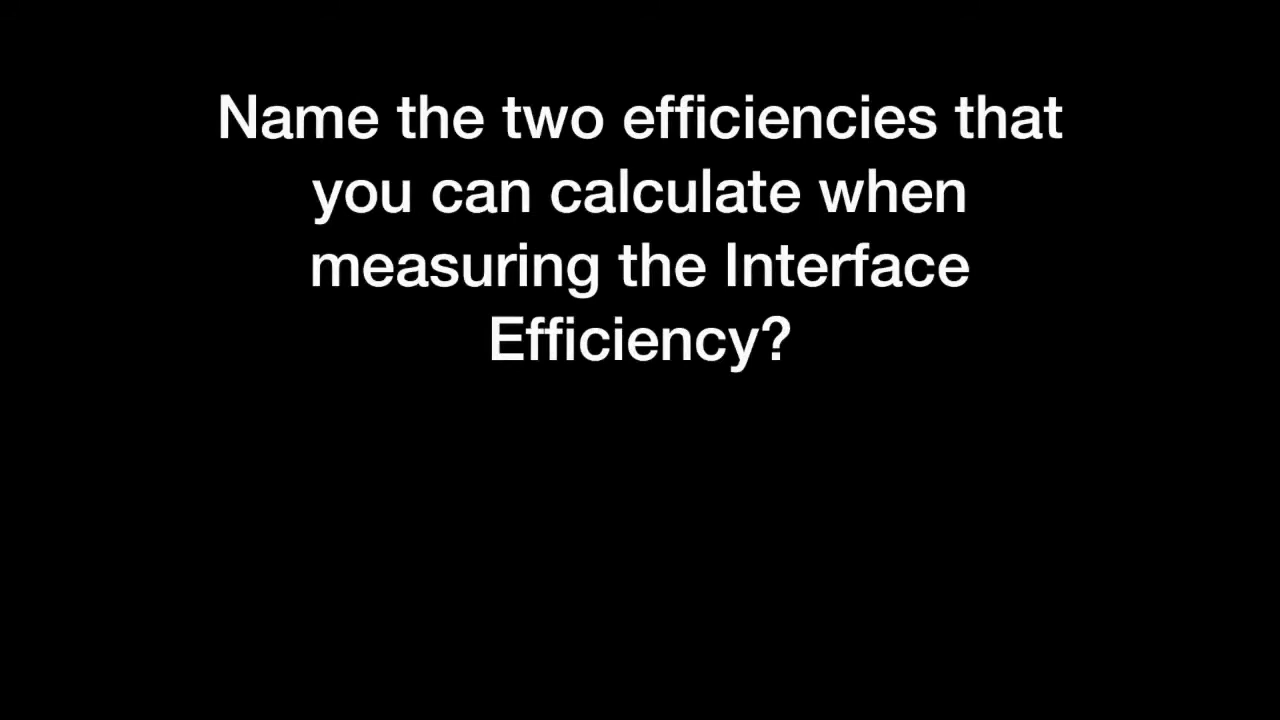 Name the two efficiencies that
you can calculate when
measuring the Interface
Efficiency?